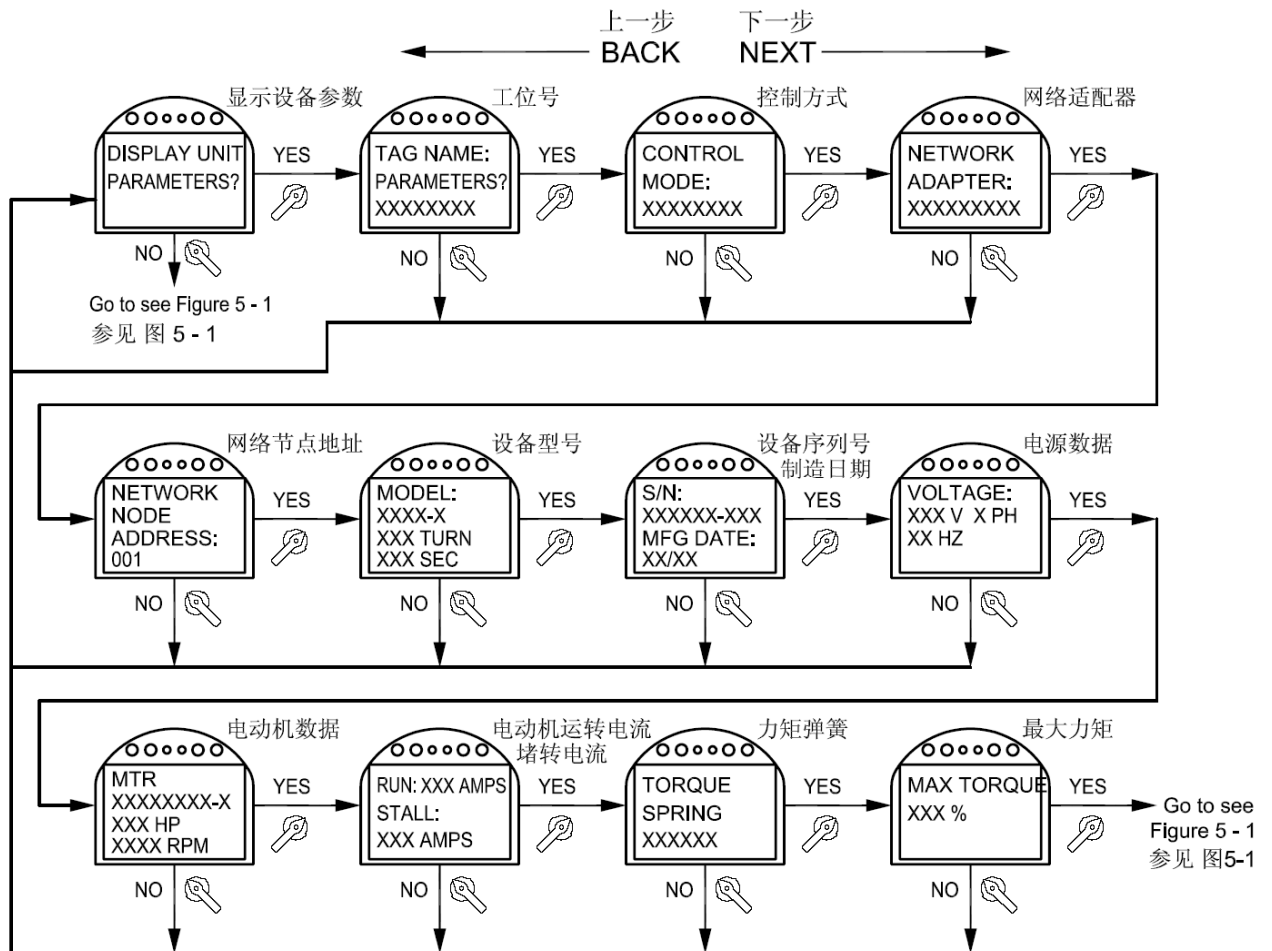 上一步 下一步
BACK NEXT
显示设备参数
DISPLAY UNIT
PARAMETERS?
YES
NO
Go to see Figure 5 - 1
参见 图 5 - 1
工位号
TAG NAME:
PARAMETERS?
XXXXXXXX
YES
NO
控制方式
CONTROL
MODE:
XXXXXXXX
YES
NO
网络适配器
NETWORK
ADAPTER:
XXXXXXXXX
YES
NO
网络节点地址
NETWORK
NODE
ADDRESS:
001
YES
NO
设备型号
MODEL:
XXXX-X
XXX TURN
XXX SEC
YES
NO
设备序列号
制造日期
S/N:
XXXXXX-XXX
MFG DATE:
XX/XX
YES
NO
电源数据
VOLTAGE:
XXX V X PH
XX HZ
YES
NO
电动机数据
MTR
XXXXXXXX-X
XXX HP
XXXX RPM
YES
NO
电动机运转电流
堵转电流
RUN: XXX AMPS
STALL:
XXX AMPS
YES
NO
力矩弹簧
TORQUE
SPRING
XXXXXX
YES
NO
最大力矩
MAX TORQUE
XXX %
YES
NO
Go to see
Figure 5 - 1
参见 图5-1